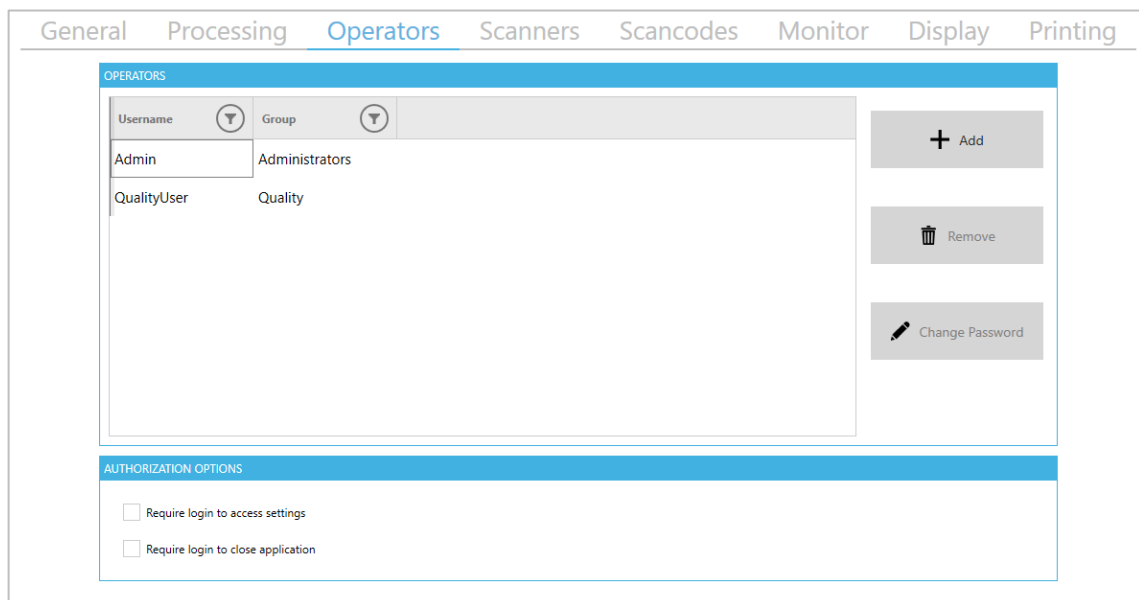 General Processing Operators Scanners Scancodes Monitor Display Printing
OPERATORS
Username Group
Admin Administrators
QualityUser Quality
Add
Remove
Change Password
AUTHORIZATION OPTIONS
Require login to access settings
Require login to close application